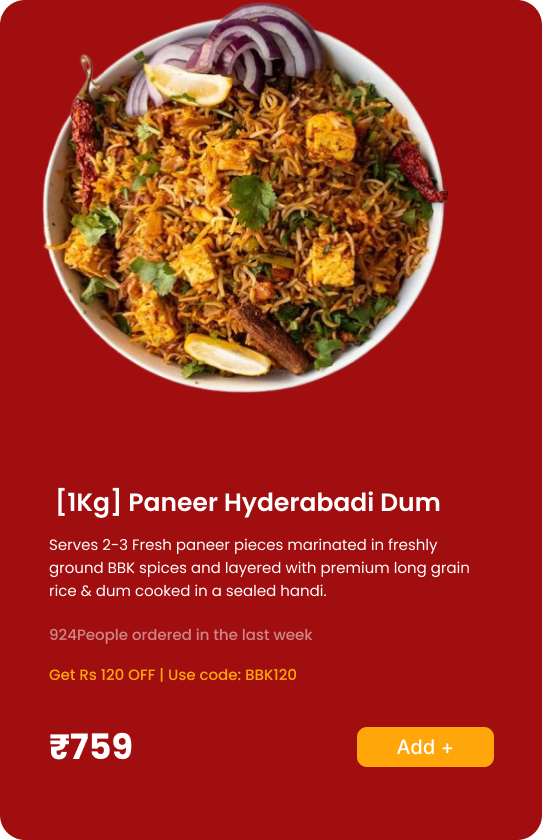 [1Kg] Paneer Hyderabadi Dum
Serves 2-3 Fresh paneer pieces marinated in freshly
ground BBK spices and layered with premium long grain
rice & dum cooked in a sealed handi.
924People ordered in the last week
Get Rs 120 OFF | Use code: BBK120
₹759
Add +